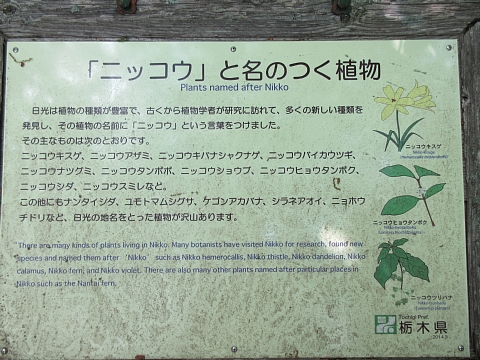 「ニッコウ」と名のつく植物
Plants named after Nikko
日光は植物の種類が豊富で、古くから植物学者が研究に訪れて、多くの新しい種類を
発見し、その植物の名前に「ニッコウ」という言葉をつけました。
その主なものは次のとおりです。
ニッコウキスゲ、ニッコウアザミ、ニッコウキバナシャクナゲ、ニッコウバイカウツギ、
ニッコウナツグミ、ニッコウタンポポ、ニッコウショウブ、ニッコウヒョウタンボク、
ニッコウシダ、ニッコウスミレなど。
この他にもナンタイシダ、ユモトマムシグサ、ケゴンアカバナ、シラネアオイ、ニョホウ
チドリなど、日光の地名をとった植物が沢山あります。
There are many kinds of plants living in Nikko. Many botanists have visited Nikko for research, found new
species and named them after 「Nikko」 such as Nikko hemerocallis, Nikko thistle, Nikko dandelion, Nikko
calamus, Nikko fern, and Nikko violet. There are also many other plants named after particular places in
Nikko such as the Nantai fern.
ニッコウキスゲ
ニッコウヒョウタンボク
ニッコウツリバナ
Tochigi Pref.
栃木県
2014.3